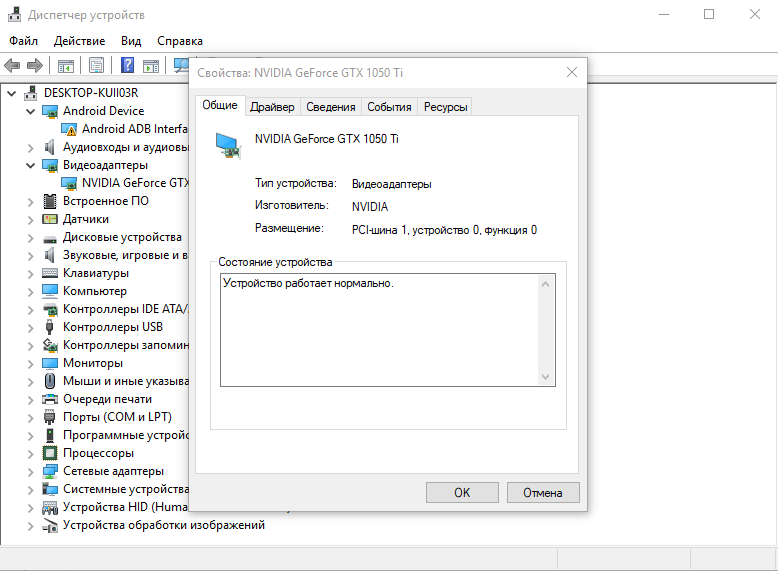 Диспетчер устройств
Файл Действие Вид Справка
DESKTOP-KUII03R
Android Device
Android ADB Interfa
Аудиовходы и аудиовы
Видеоадаптеры
NVIDIA GeForce GTX
Встроенное ПО
Датчики
Дисковые устройства
Звуковые, игровые и в
Клавиатуры
Компьютер
Контроллеры IDE ATA/
Контроллеры USB
Контроллеры запомин
Мониторы
Мыши и иные указыва
Очереди печати
Порты (COM и LPT)
Программные устройс
Процессоры
Сетевые адаптеры
Системные устройства
Устройства HID (Huma
Устройства обработки изображений
Свойства: NVIDIA GeForce GTX 1050 Ti
Общие Драйвер Сведения События Ресурсы
NVIDIA GeForce GTX 1050 Ti
Тип устройства: Видеоадаптеры
Изготовитель: NVIDIA
Размещение: PCI-шина 1, устройство 0, функция 0
Состояние устройства
Устройство работает нормально.
OK Отмена